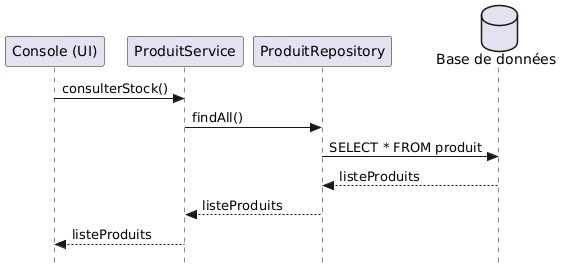 Console (UI)
ProduitService
ProduitRepository
Base de données
consulterStock()
findAll()
SELECT * FROM produit
listeProduits
listeProduits
listeProduits